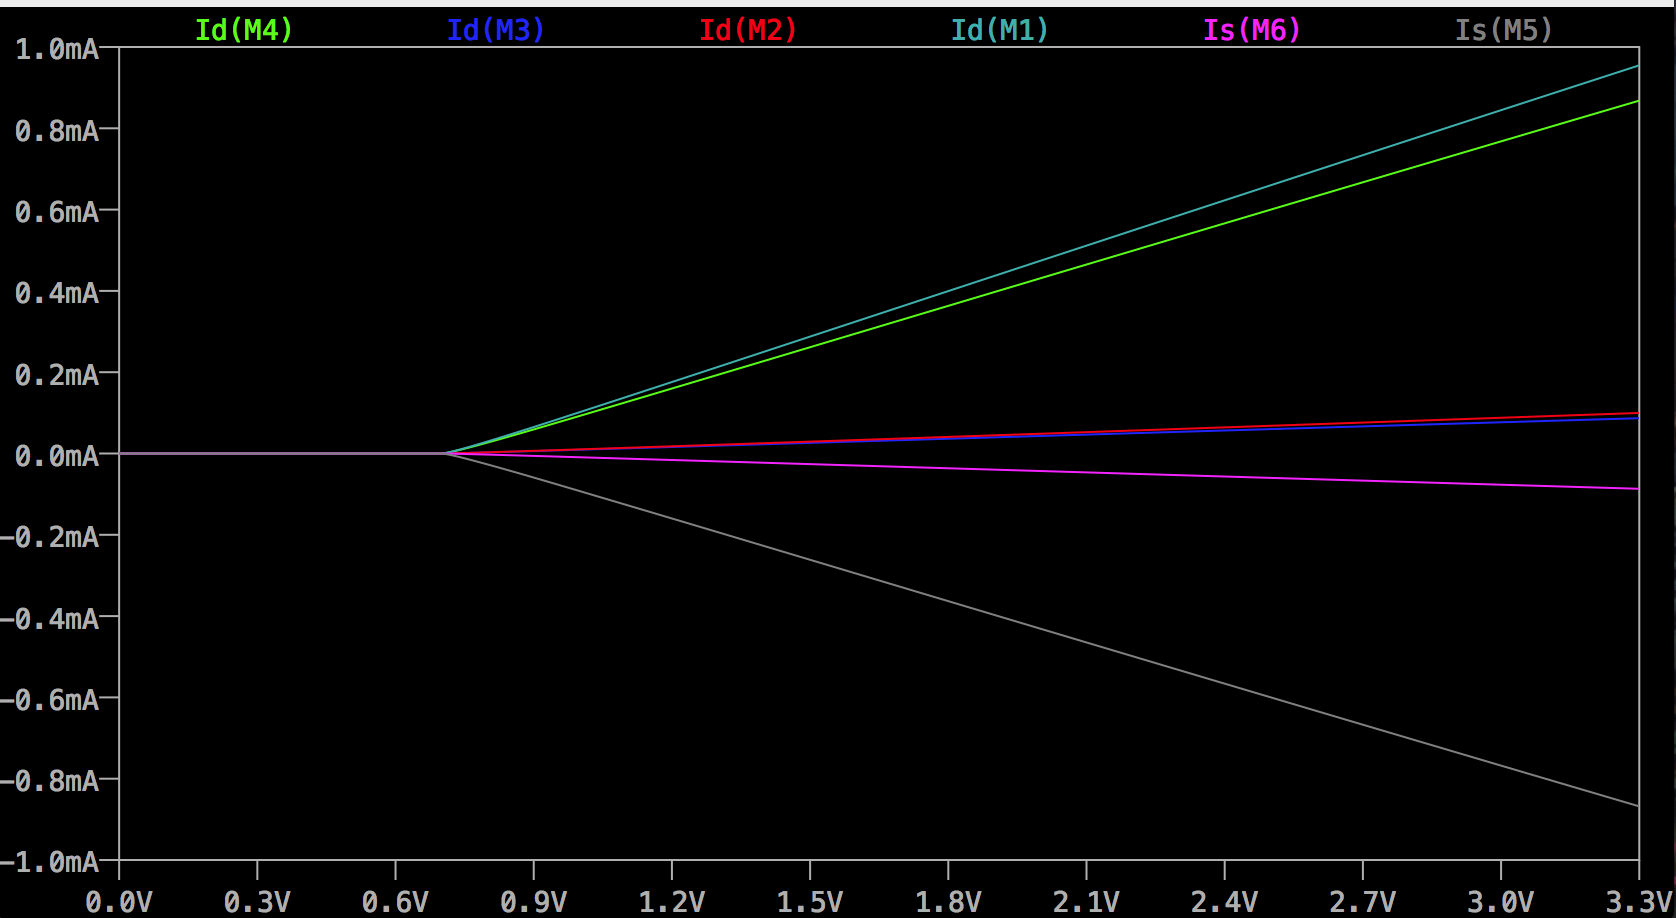 Id(M4) Id(M3) Id(M2) Id(M1) Is(M6) Is(M5)
1.0mA
0.8mA
0.6mA
0.4mA
0.2mA
0.0mA
-0.2mA
-0.4mA
-0.6mA
-0.8mA
-1.0mA
0.0V 0.3V 0.6V 0.9V 1.2V 1.5V 1.8V 2.1V 2.4V 2.7V 3.0V 3.3V